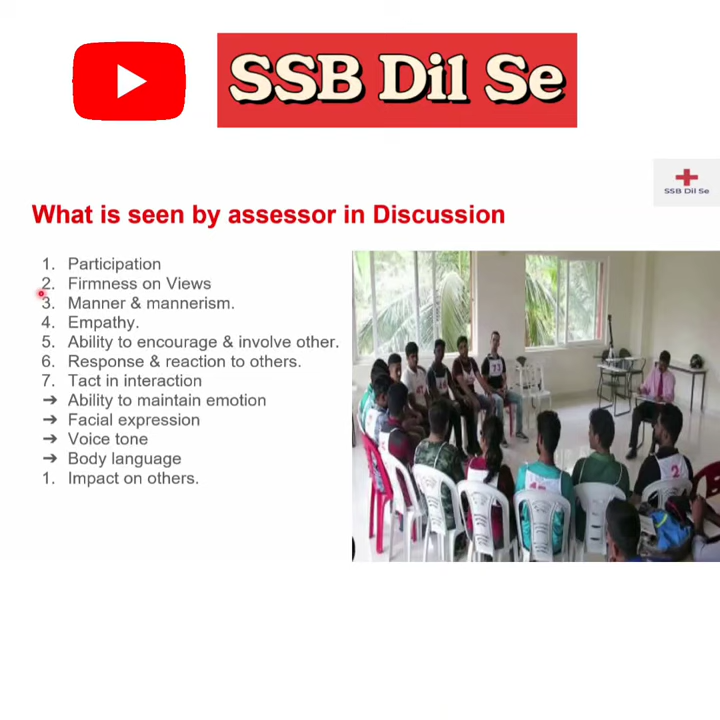 SSB Dil Se
SSB Dil Se
What is seen by assessor in Discussion
1. Participation
2. Firmness on Views
3. Manner & mannerism.
4. Empathy.
5. Ability to encourage & involve other.
6. Response & reaction to others.
7. Tact in interaction
➔ Ability to maintain emotion
➔ Facial expression
➔ Voice tone
➔ Body language
1. Impact on others.